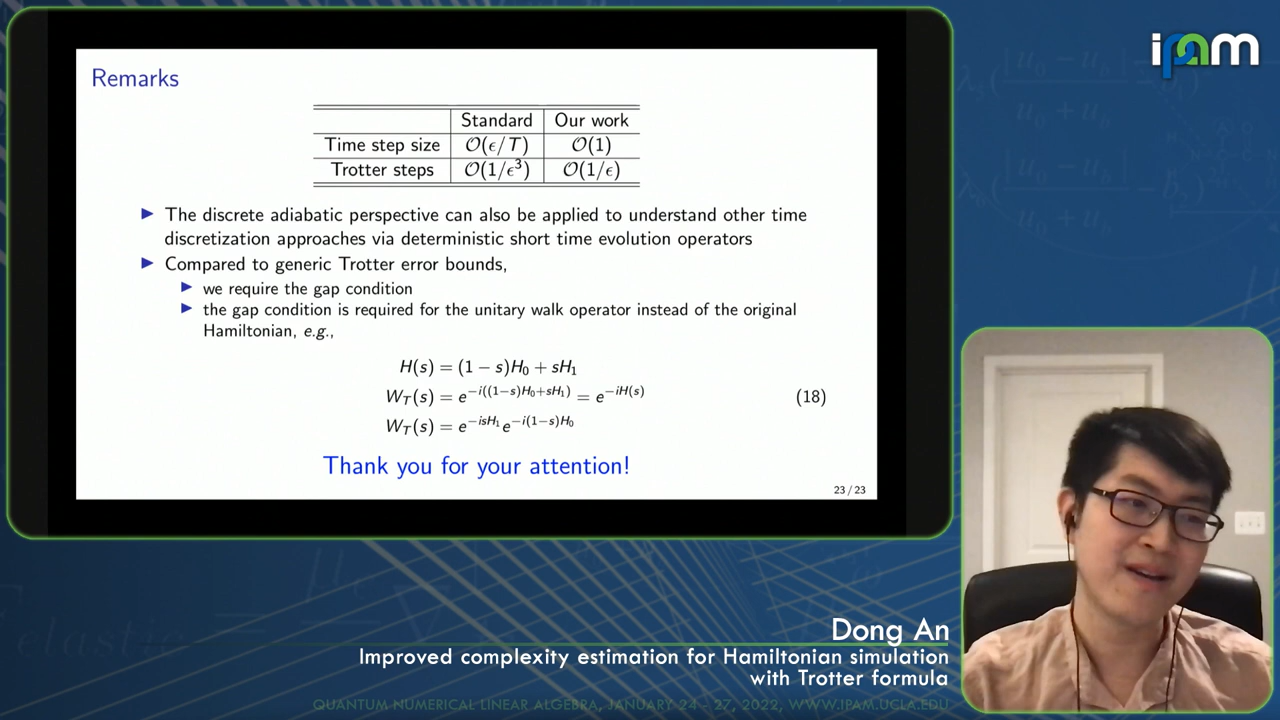 Remarks
Standard Our work
Time step size O(ϵ/T) O(1)
Trotter steps O(1/ϵ³) O(1/ϵ)
▶ The discrete adiabatic perspective can also be applied to understand other time
discretization approaches via deterministic short time evolution operators
▶ Compared to generic Trotter error bounds,
▶ we require the gap condition
▶ the gap condition is required for the unitary walk operator instead of the original
Hamiltonian, e.g.,
H(s) = (1 − s)H₀ + sH₁
W_T(s) = e^{−i((1−s)H₀+sH₁)} = e^{−iH(s)} (18)
W_T(s) = e^{−isH₁}e^{−i(1−s)H₀}
Thank you for your attention!
23 / 23
ipam
Dong An
Improved complexity estimation for Hamiltonian simulation
with Trotter formula
QUANTUM NUMERICAL LINEAR ALGEBRA, JANUARY 24 - 27, 2022, WWW.IPAM.UCLA.EDU